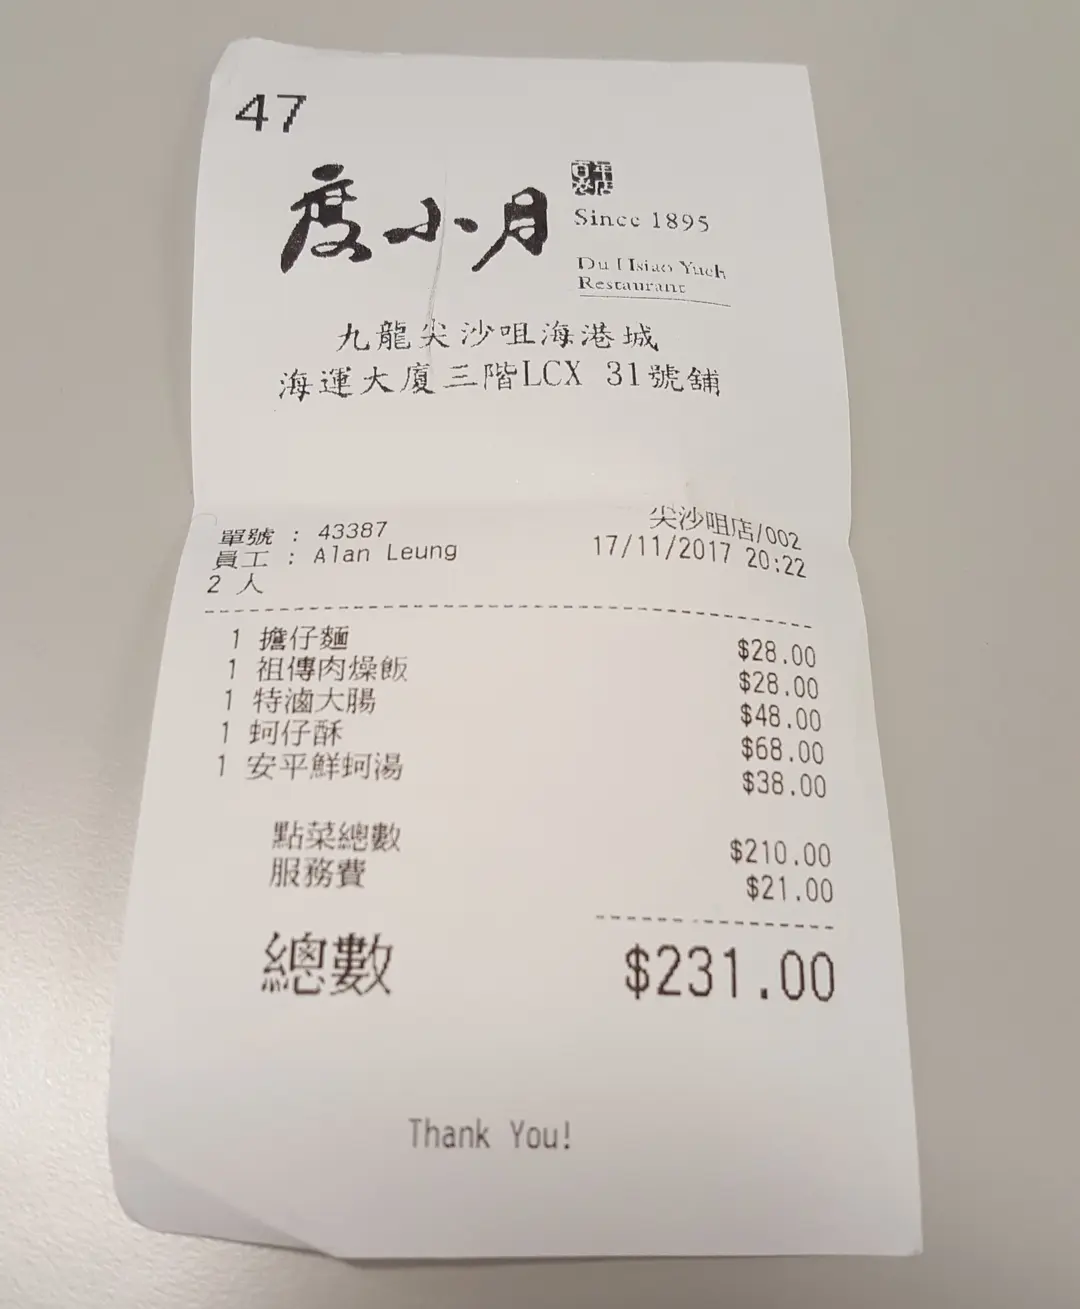 47
度小月
百年老店
Since 1895
Du Hsiao Yueh
Restaurant
九龍尖沙咀海港城
海運大廈三階LCX 31號舖
單號 : 43387
尖沙咀店/002
員工 : Alan Leung
17/11/2017 20:22
2 人
1 擔仔麵 $28.00
1 祖傳肉燥飯 $28.00
1 特滷大腸 $48.00
1 蚵仔酥 $68.00
1 安平鮮蚵湯 $38.00
點菜總數 $210.00
服務費 $21.00
總數 $231.00
Thank You!